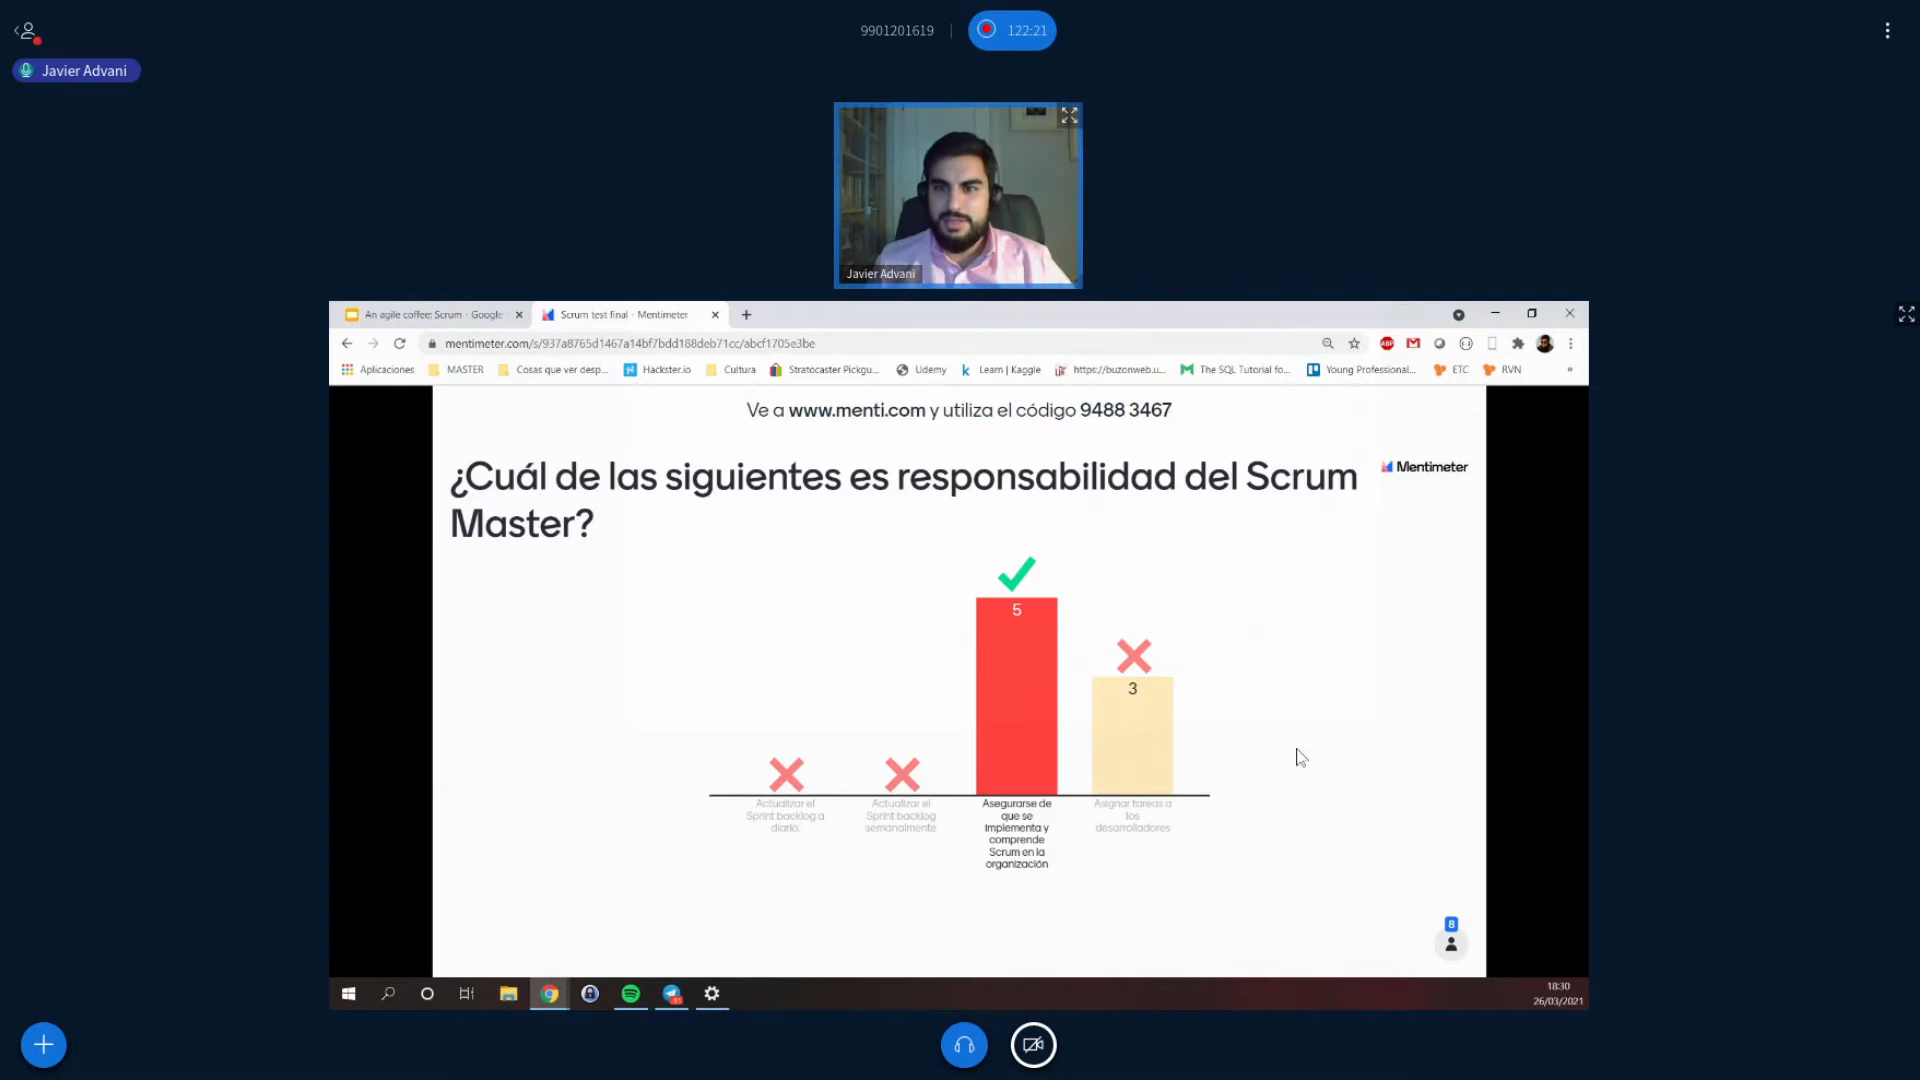 9901201619
122:21
Javier Advani
Javier Advani
An agile coffee: Scrum - Google
Scrum test final - Mentimeter
mentimeter.com/s/937a8765d1467a14bf7bdd188deb71cc/abcf1705e3be
ABP
Aplicaciones
MASTER
Cosas que ver desp...
Hackster.io
Cultura
Stratocaster Pickgu...
Udemy
Learn | Kaggle
https://buzonweb.u...
The SQL Tutorial fo...
Young Professional...
ETC
RVN
»
Ve a www.menti.com y utiliza el código 9488 3467
¿Cuál de las siguientes es responsabilidad del Scrum
Master?
Mentimeter
5
3
Actualizar el
Sprint backlog a
diario.
Actualizar el
Sprint backlog
semanalmente
Asegurarse de
que se
implementa y
comprende
Scrum en la
organización
Asignar tareas a
los
desarrolladores
8
18:30
26/03/2021